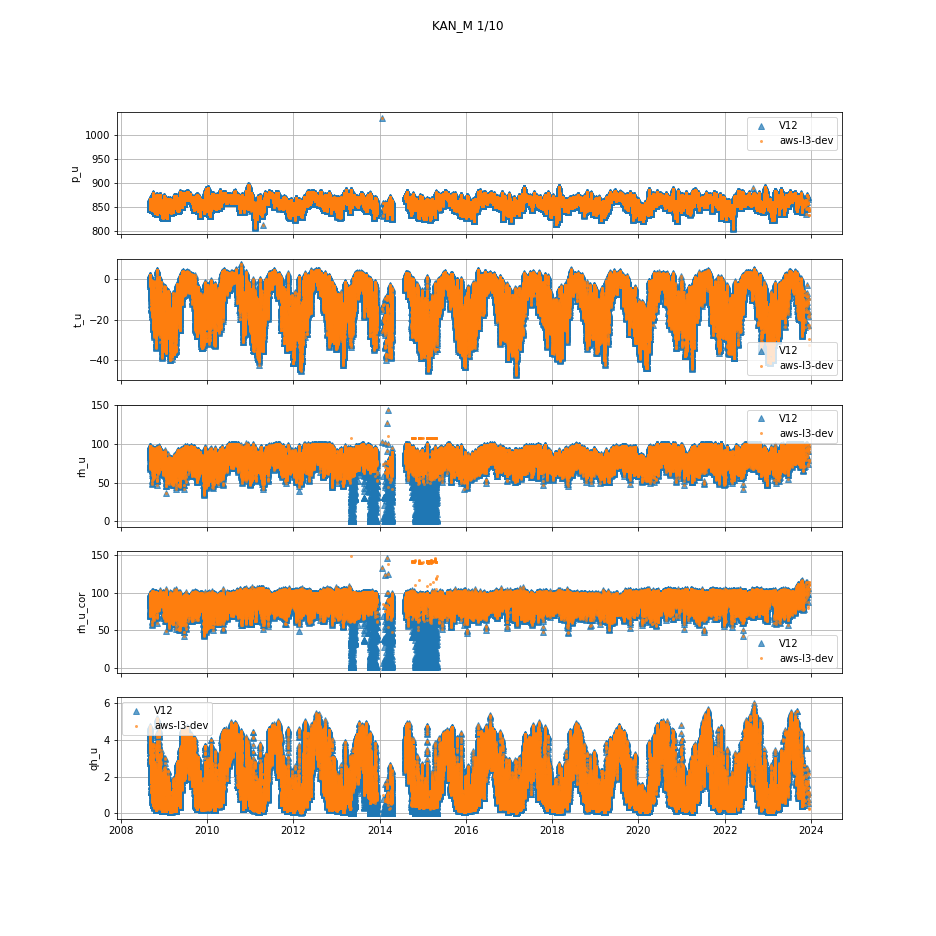 KAN_M 1/10
1000
950
900
850
800
p_u
V12
aws-l3-dev
0
−20
−40
t_u
V12
aws-l3-dev
150
100
50
0
rh_u
V12
aws-l3-dev
150
100
50
0
rh_u_cor
V12
aws-l3-dev
6
4
2
0
qh_u
V12
aws-l3-dev
2008
2010
2012
2014
2016
2018
2020
2022
2024